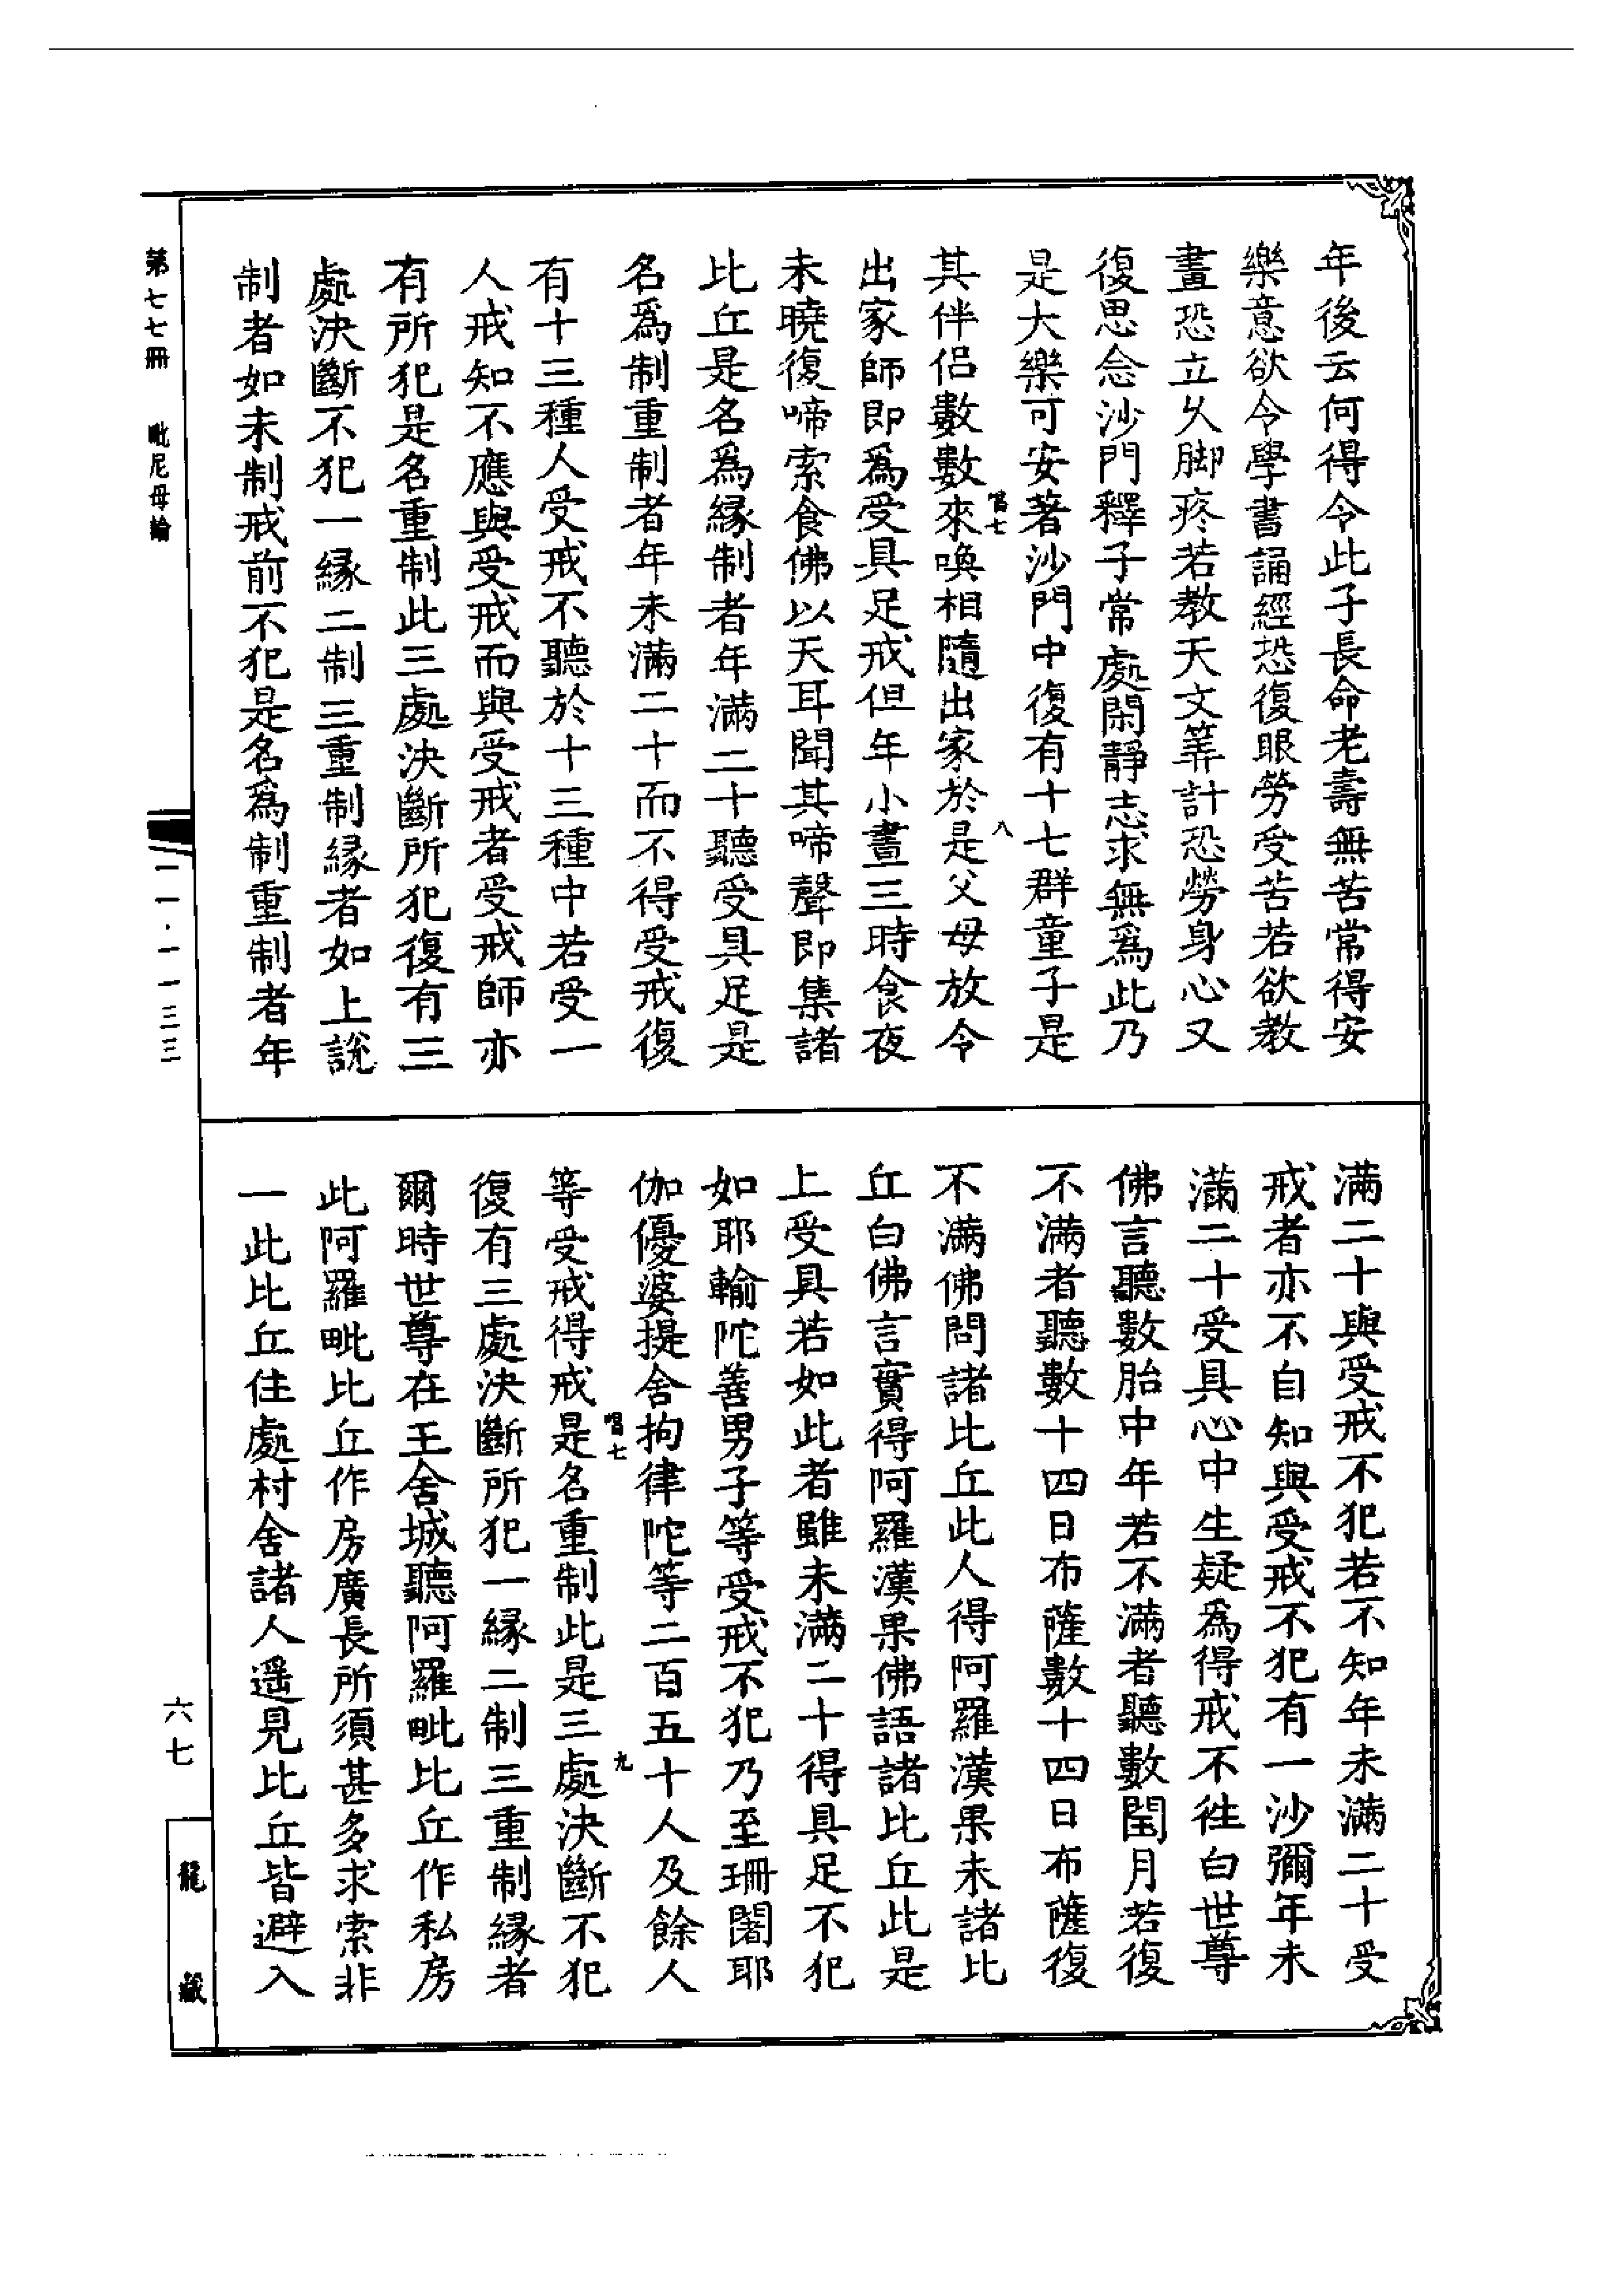 年後云何得令此子長命老壽無苦常得安
樂意欲令學書誦經恐復眼勞受苦若欲教
畫恐立久脚疼若教天文筭計恐勞身心又
復思念沙門釋子常處閑靜志求無爲此乃
是大樂可安著沙門中復有十七群童子是
唱七
八
其伴侣數數來喚相隨出家於是父母放令
出家師即爲受具足戒但年小晝三時食夜
未曉復啼索食佛以天耳聞其啼聲即集諸
比丘是名爲緣制者年滿二十聽受具足是
名爲制重制者年未滿二十而不得受戒復
有十三種人受戒不聽於十三種中若受一
人戒知不應與受戒而與受戒者受戒師亦
有所犯是名重制此三處決斷所犯復有三
處決斷不犯一緣二制三重制緣者如上説
制者如未制戒前不犯是名爲制重制者年
滿二十與受戒不犯若不知年未滿二十受
戒者亦不自知與受戒不犯有一沙彌年未
滿二十受具心中生疑爲得戒不往白世尊
佛言聽數胎中年若不滿者聽數閏月若復
不滿者聽數十四日布薩數十四日布薩復
不滿佛問諸比丘此人得阿羅漢果未諸比
丘白佛言實得阿羅漢果佛語諸比丘此是
上受具若如此者雖未滿二十得具足不犯
如耶輸陀善男子等受戒不犯乃至珊闍耶
伽優婆提舍拘律陀等二百五十人及餘人
唱七
九
等受戒得戒是名重制此是三處決斷不犯
復有三處決斷所犯一緣二制三重制緣者
爾時世尊在王舍城聽阿羅毗比丘作私房
此阿羅毗比丘作房廣長所須甚多求索非
一此比丘住處村舍諸人遥見比丘皆避入
第七七冊
毗尼母論
一一·一一三三
六七
龍藏